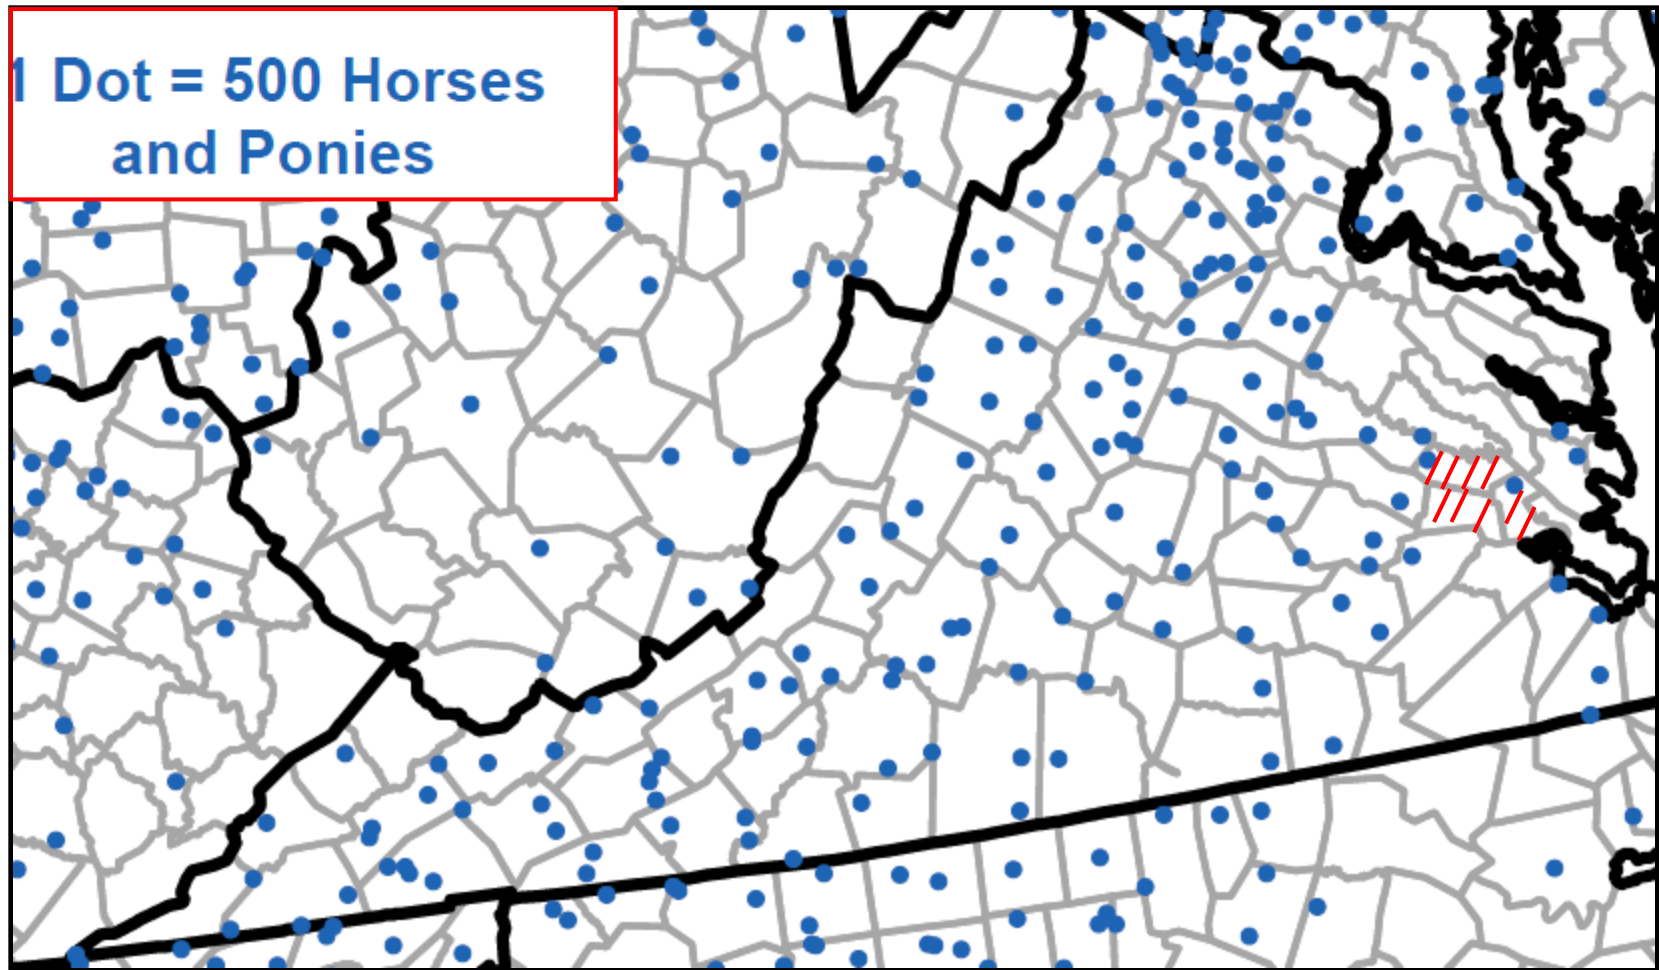 1 Dot = 500 Horses
and Ponies